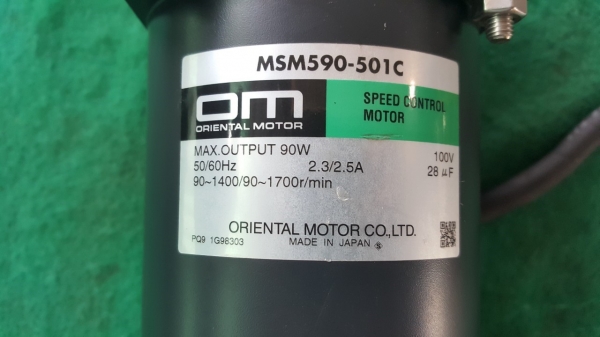 MSM590-501C
om
ORIENTAL MOTOR
SPEED CONTROL
MOTOR
MAX.OUTPUT 90W 100V
50/60Hz 2.3/2.5A 28 μF
90~1400/90~1700r/min
ORIENTAL MOTOR CO.,LTD.
PQ9 1G98303 MADE IN JAPAN